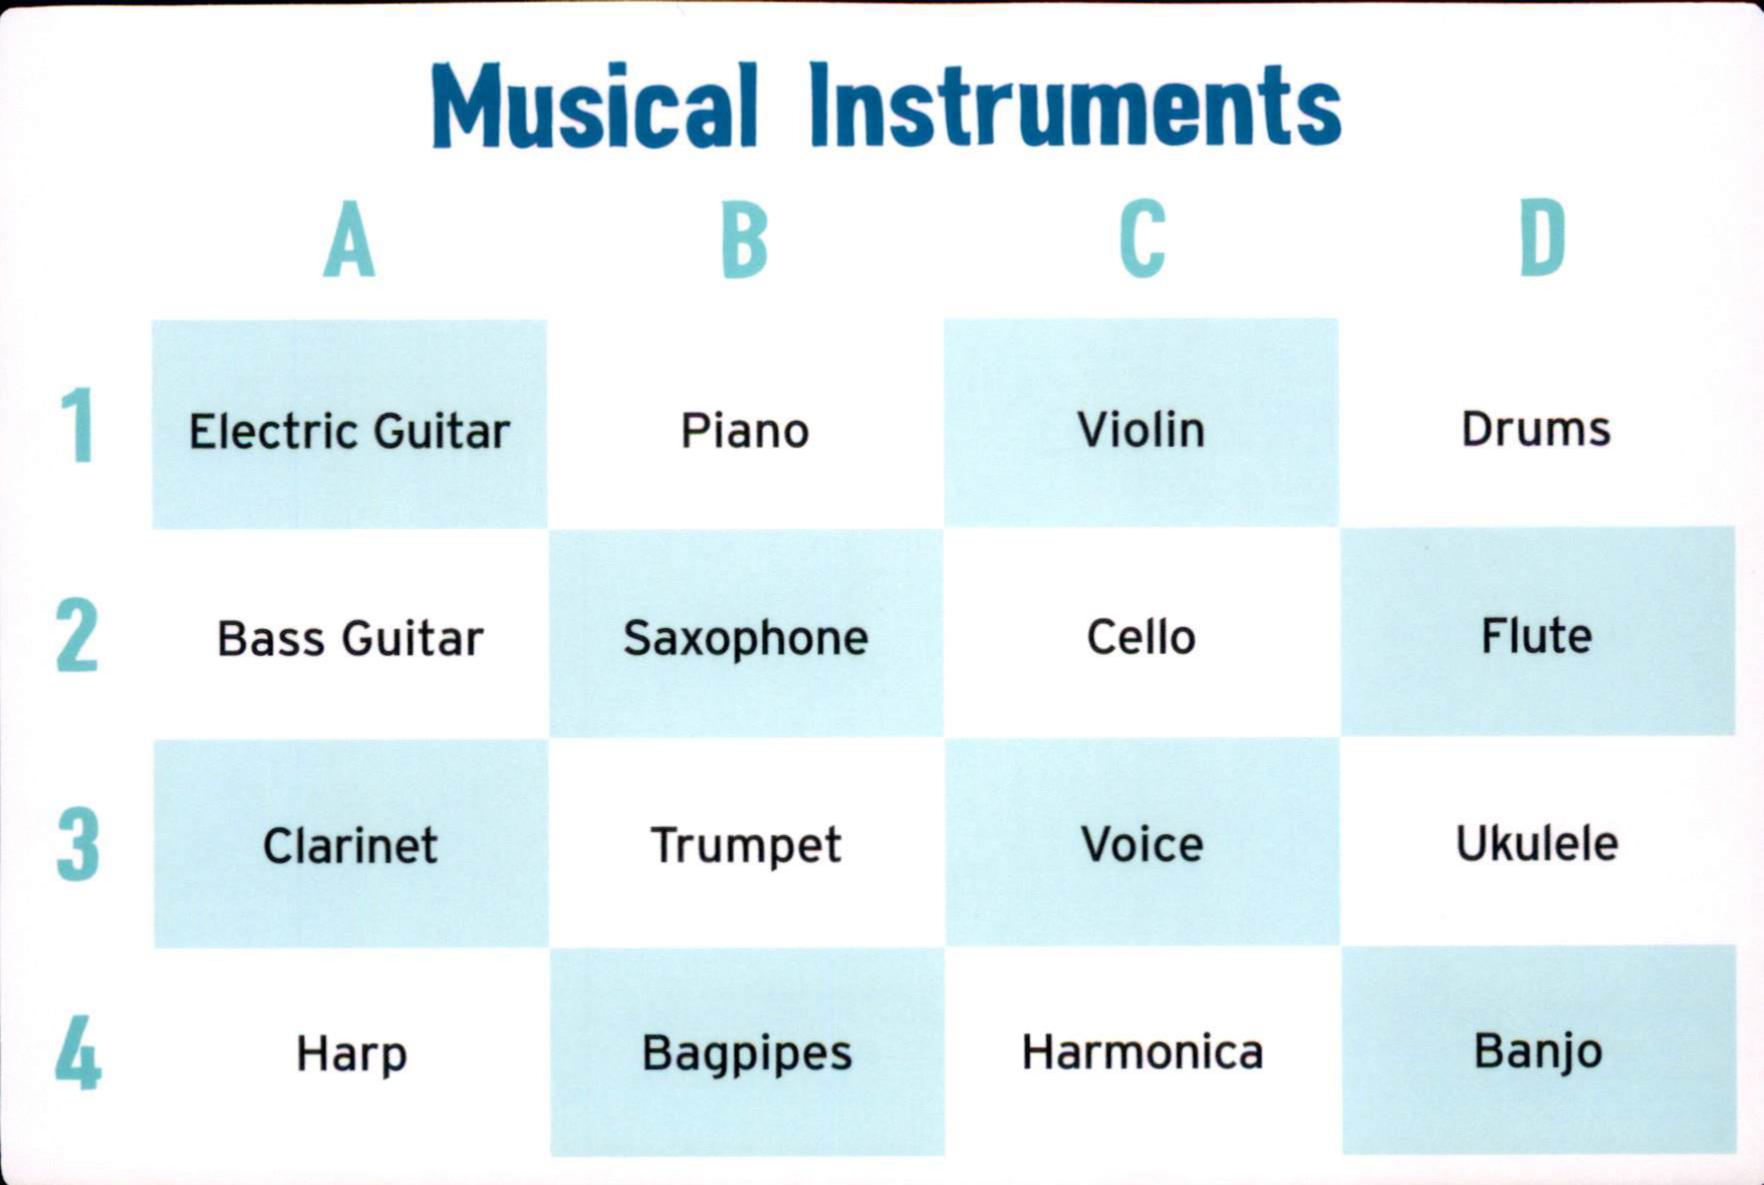 Musical Instruments
A B C D
1 Electric Guitar Piano Violin Drums
2 Bass Guitar Saxophone Cello Flute
3 Clarinet Trumpet Voice Ukulele
4 Harp Bagpipes Harmonica Banjo